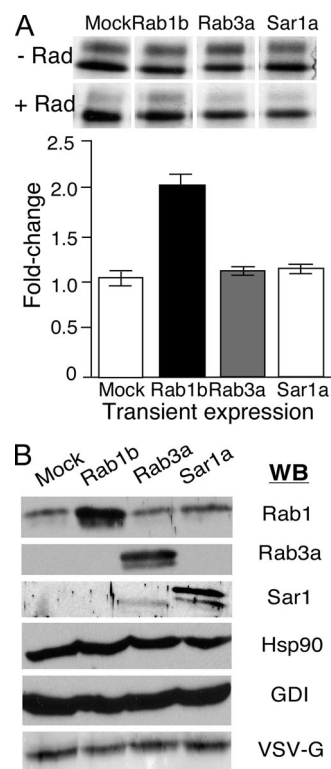 A
Mock Rab1b Rab3a Sar1a
- Rad
+ Rad
Fold-change
2.5
2.0
1.5
1.0
0.5
0
Mock Rab1b Rab3a Sar1a
Transient expression
B
Mock Rab1b Rab3a Sar1a WB
Rab1
Rab3a
Sar1
Hsp90
GDI
VSV-G